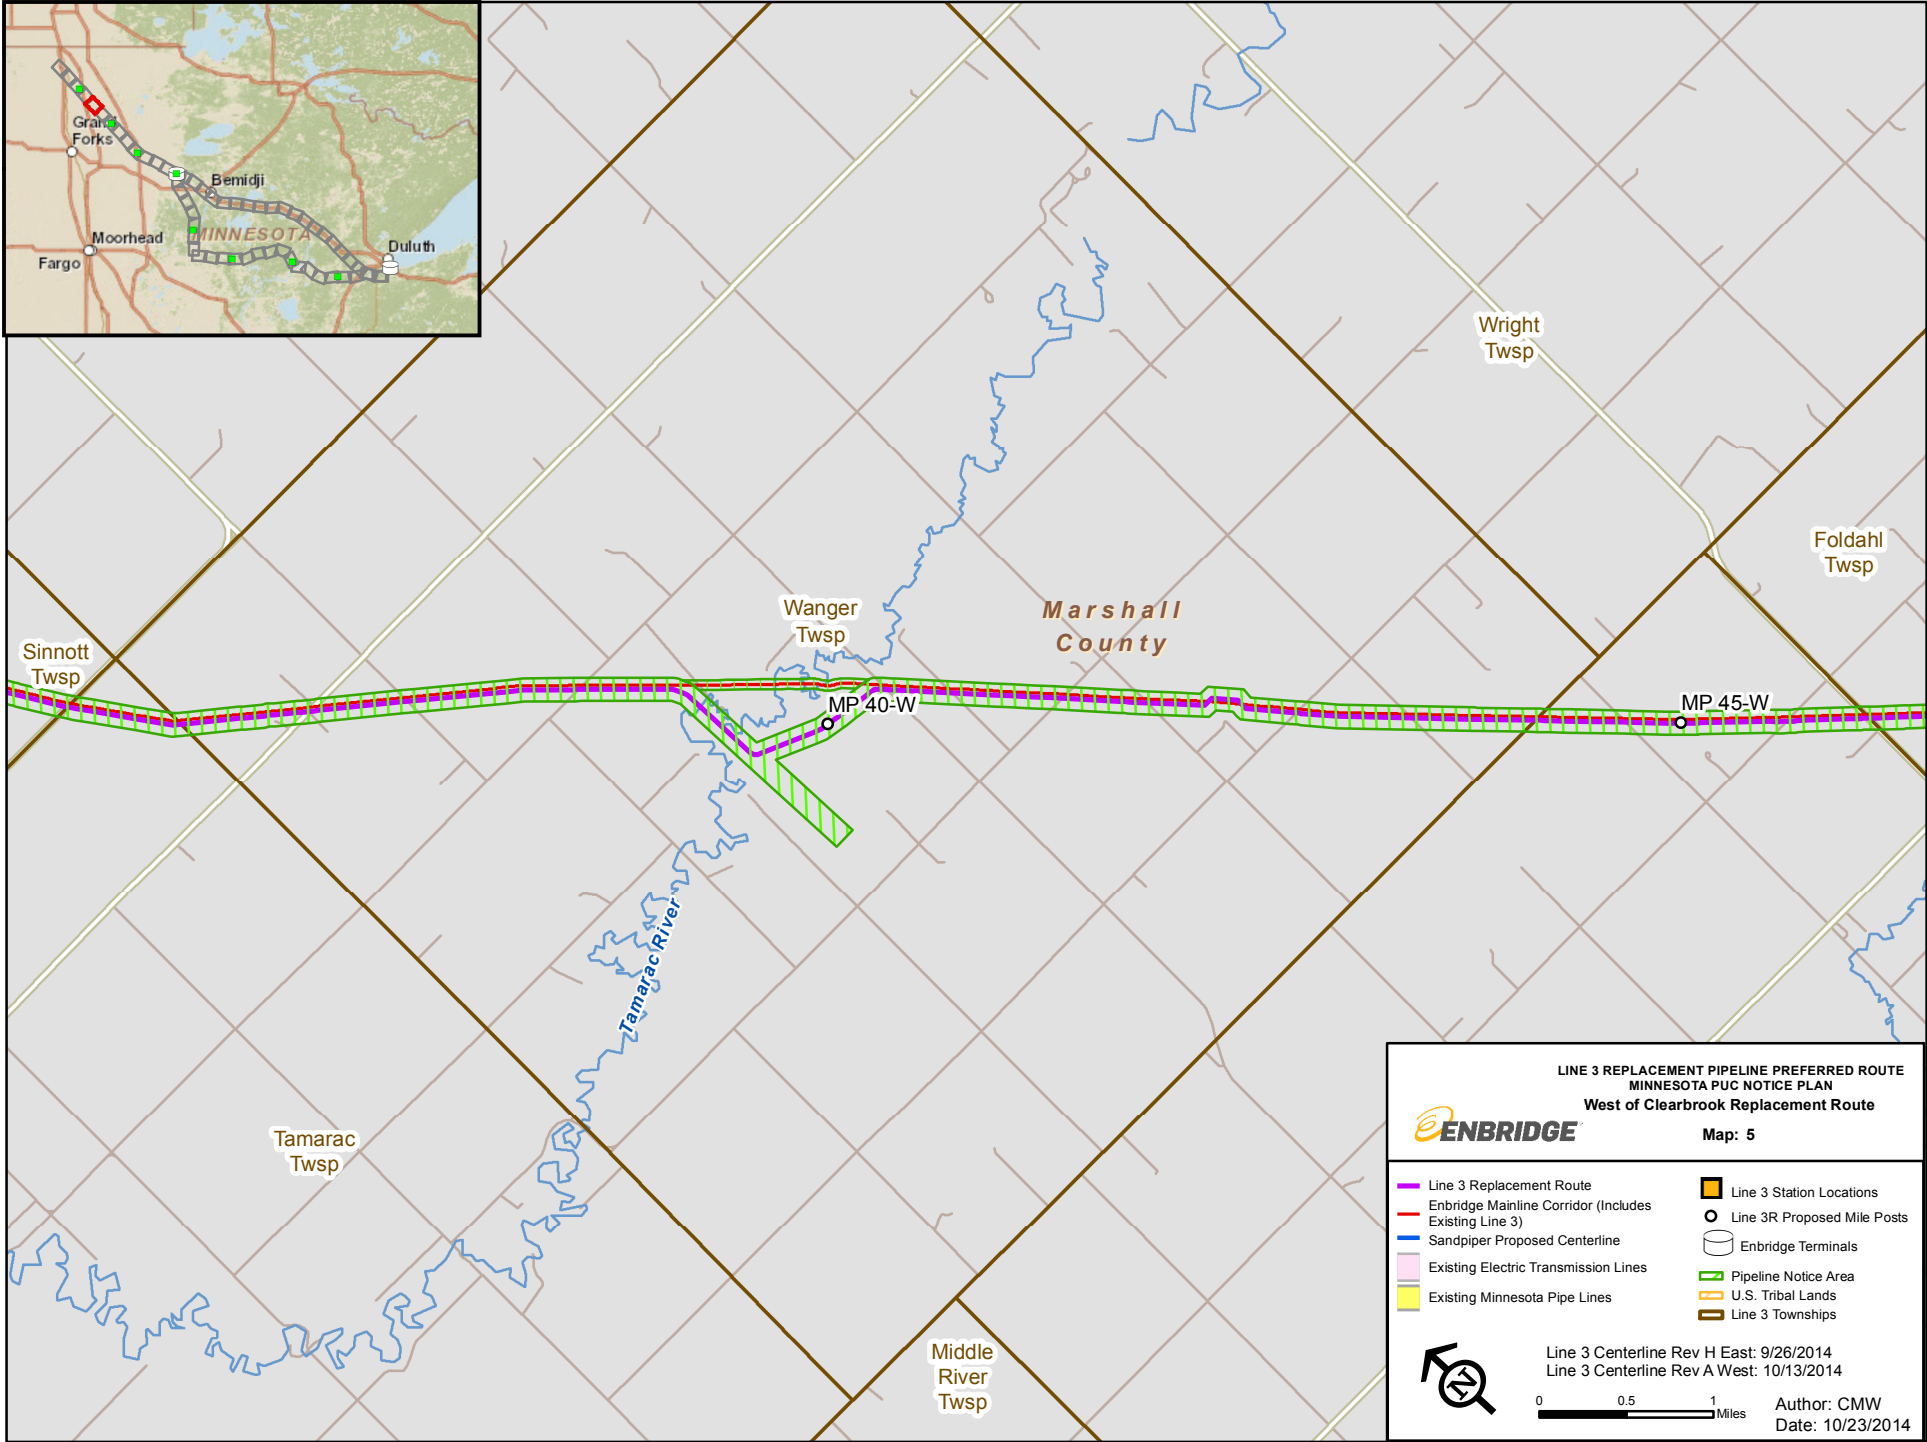 Grand
Forks
Bemidji
Moorhead
MINNESOTA
Duluth
Fargo
Wright
Twsp
Foldahl
Twsp
Wanger
Twsp
Marshall
County
Sinnott
Twsp
MP 40-W
MP 45-W
Tamarac River
Tamarac
Twsp
Middle
River
Twsp
LINE 3 REPLACEMENT PIPELINE PREFERRED ROUTE
MINNESOTA PUC NOTICE PLAN
West of Clearbrook Replacement Route
ENBRIDGE
Map: 5
Line 3 Replacement Route
Enbridge Mainline Corridor (Includes
Existing Line 3)
Sandpiper Proposed Centerline
Existing Electric Transmission Lines
Existing Minnesota Pipe Lines
Line 3 Station Locations
Line 3R Proposed Mile Posts
Enbridge Terminals
Pipeline Notice Area
U.S. Tribal Lands
Line 3 Townships
N
Line 3 Centerline Rev H East: 9/26/2014
Line 3 Centerline Rev A West: 10/13/2014
0 0.5 1
Miles
Author: CMW
Date: 10/23/2014